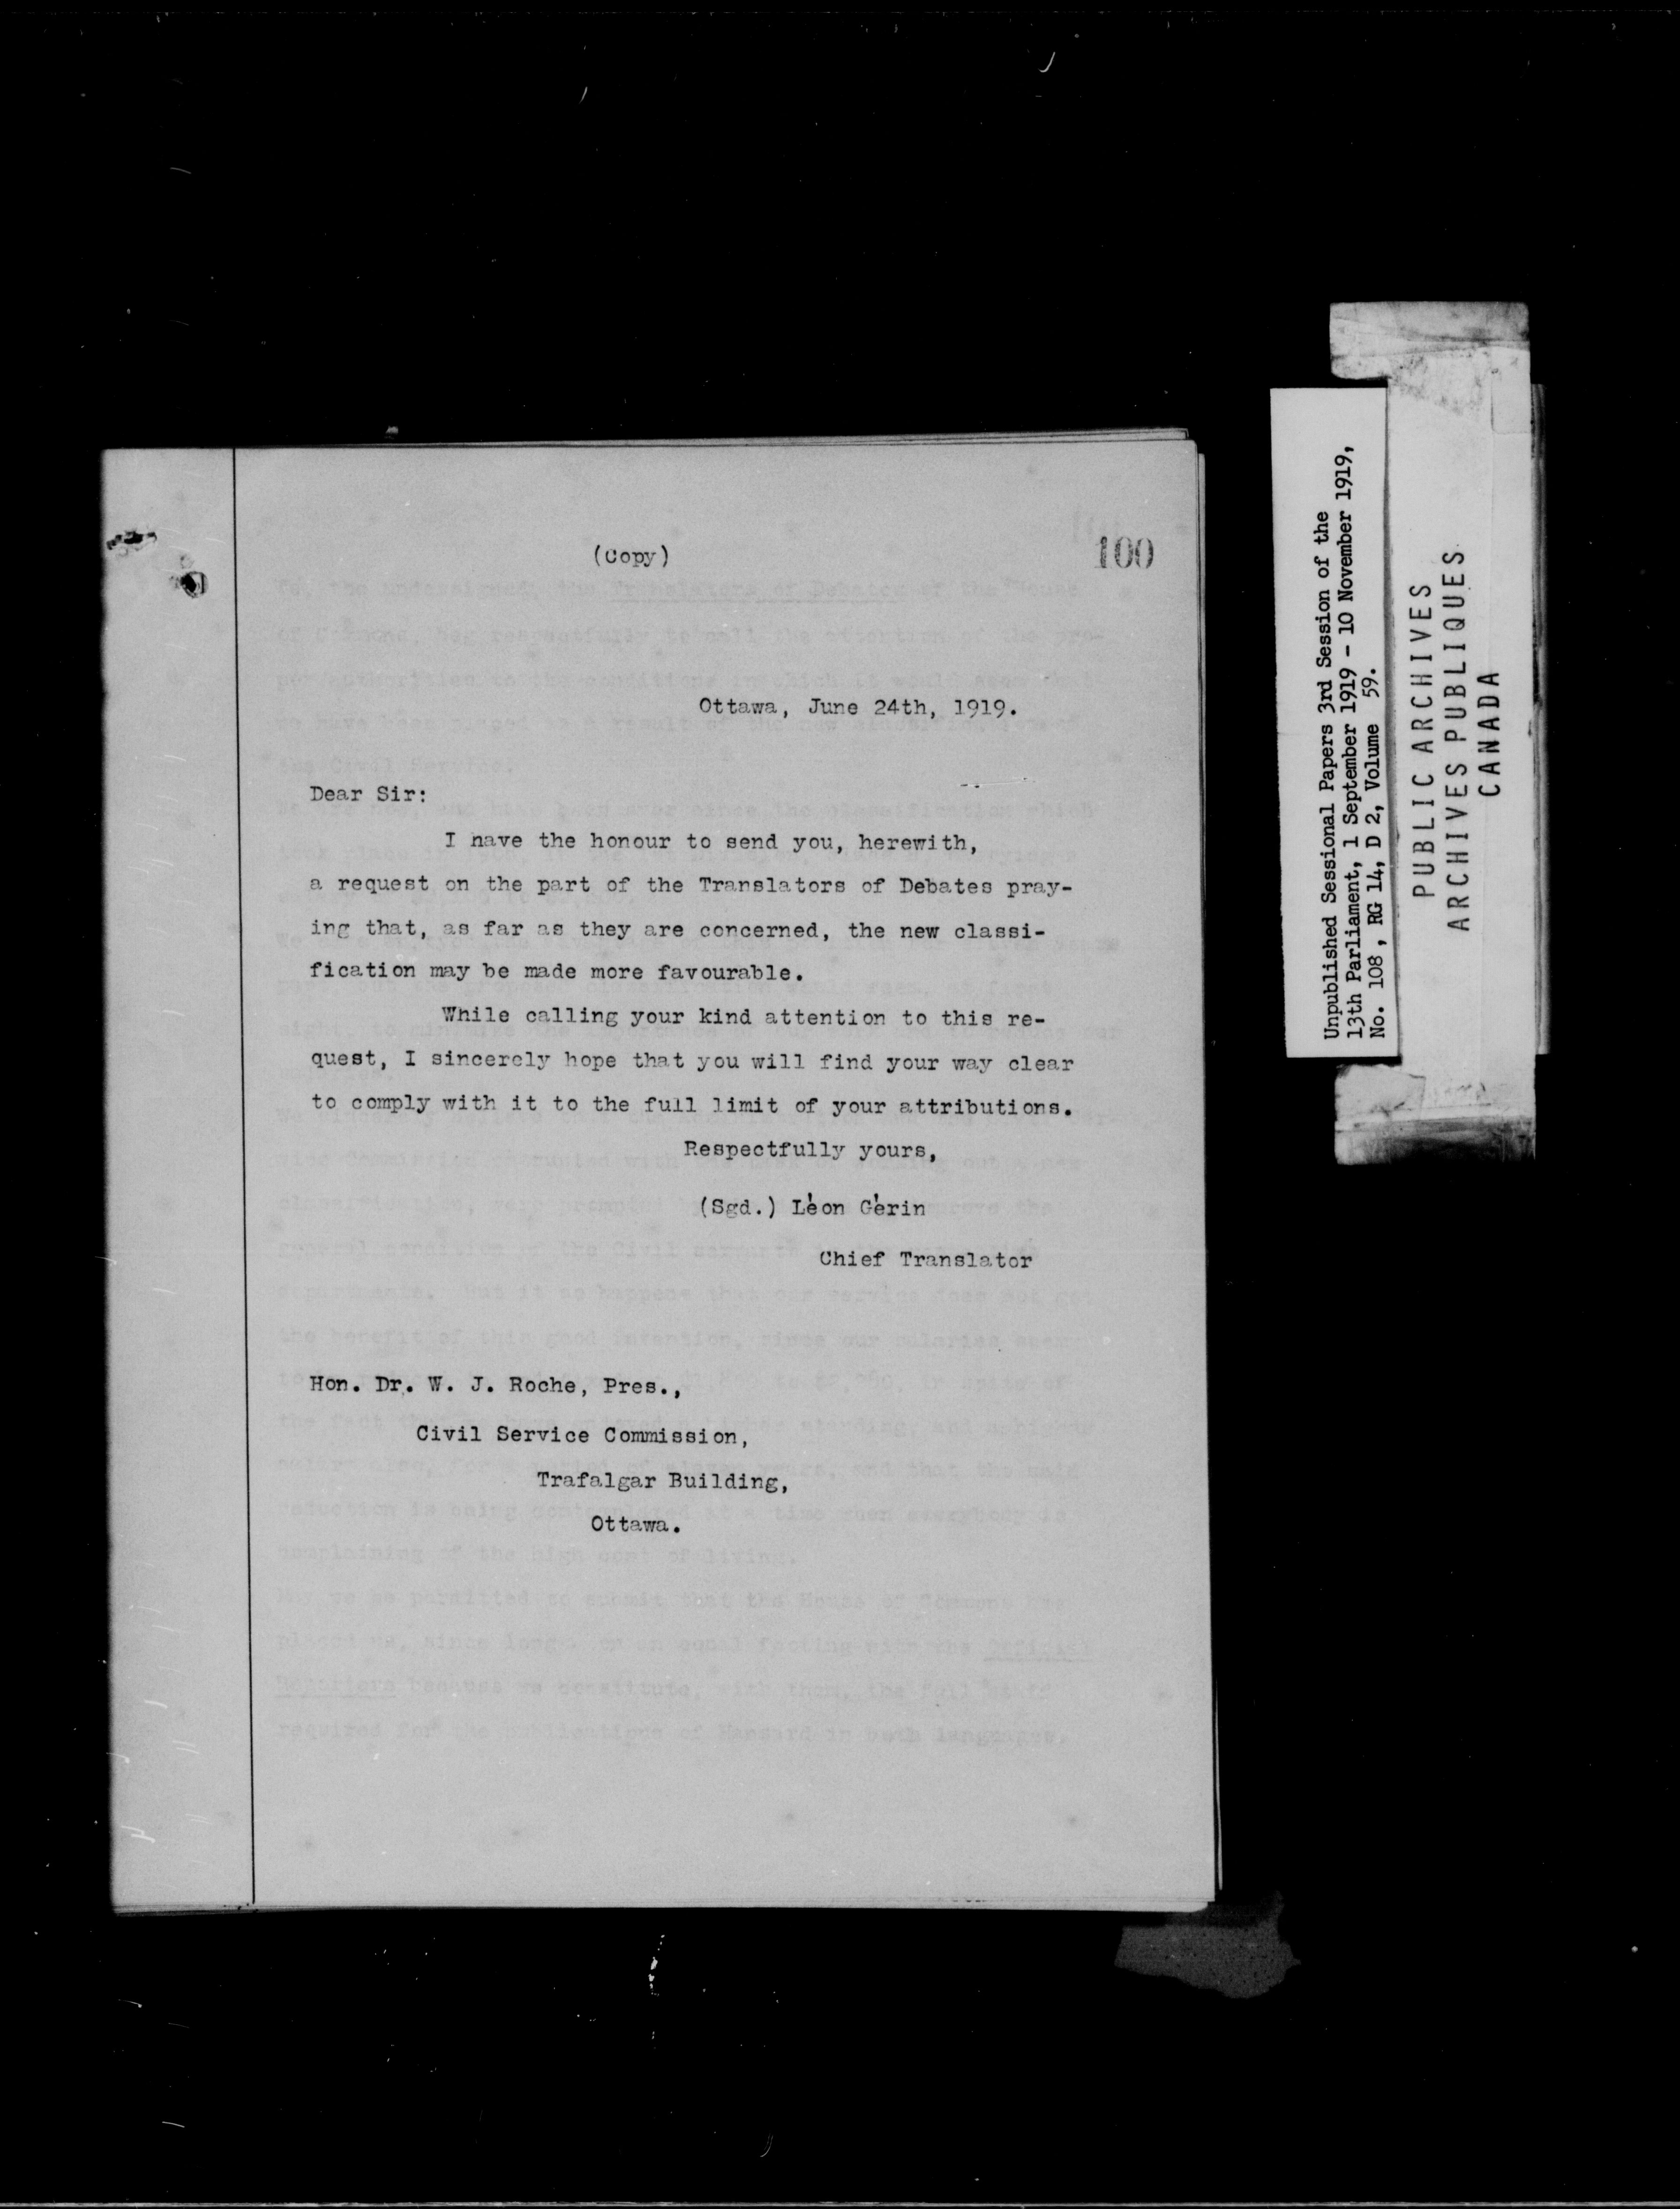 (Copy)
100
Ottawa, June 24th, 1919.
Dear Sir:
I have the honour to send you, herewith,
a request on the part of the Translators of Debates pray-
ing that, as far as they are concerned, the new classi-
fication may be made more favourable.
While calling your kind attention to this re-
quest, I sincerely hope that you will find your way clear
to comply with it to the full limit of your attributions.
Respectfully yours,
(Sgd.) Léon Gérin
Chief Translator
Hon. Dr. W. J. Roche, Pres.,
Civil Service Commission,
Trafalgar Building,
Ottawa.
Unpublished Sessional Papers 3rd Session of the
13th Parliament, 1 September 1919 - 10 November 1919,
No. 108, RG 14, D 2, Volume 59.
PUBLIC ARCHIVES
ARCHIVES PUBLIQUES
CANADA